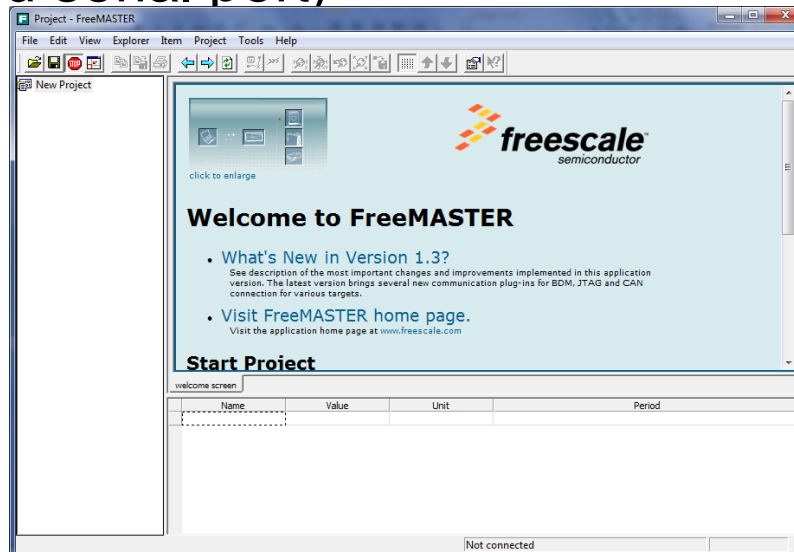 a serial port)
Project - FreeMASTER
File Edit View Explorer Item Project Tools Help
STOP
New Project
click to enlarge
freescale™
semiconductor
Welcome to FreeMASTER
• What's New in Version 1.3?
See description of the most important changes and improvements implemented in this application
version. The latest version brings several new communication plug-ins for BDM, JTAG and CAN
connection for various targets.
• Visit FreeMASTER home page.
Visit the application home page at www.freescale.com
Start Project
welcome screen
Name Value Unit Period
Not connected